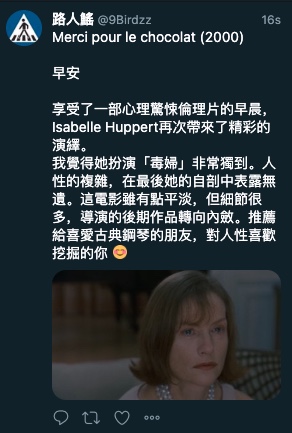 路人鎋 @9Birdzz 16s
Merci pour le chocolat (2000)
早安
享受了一部心理驚悚倫理片的早晨，
Isabelle Huppert再次帶來了精彩的
演繹。
我覺得她扮演「毒婦」非常獨到。人
性的複雜，在最後她的自剖中表露無
遺。這電影雖有點平淡，但細節很
多，導演的後期作品轉向內斂。推薦
給喜愛古典鋼琴的朋友，對人性喜歡
挖掘的你 😊